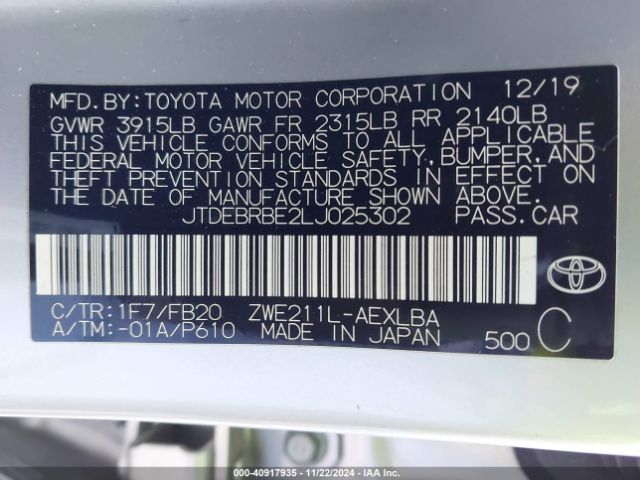 MFD.BY:TOYOTA MOTOR CORPORATION 12/19
GVWR 3915LB GAWR FR 2315LB RR 2140LB
THIS VEHICLE CONFORMS TO ALL APPLICABLE
FEDERAL MOTOR VEHICLE SAFETY,BUMPER,AND
THEFT PREVENTION STANDARDS IN EFFECT ON
THE DATE OF MANUFACTURE SHOWN ABOVE.
JTDEBRBE2LJ025302 PASS.CAR
C/TR:1F7/FB20 ZWE211L-AEXLBA
A/TM:-01A/P610 MADE IN JAPAN 500 C
000-40917935 - 11/22/2024 - IAA Inc.